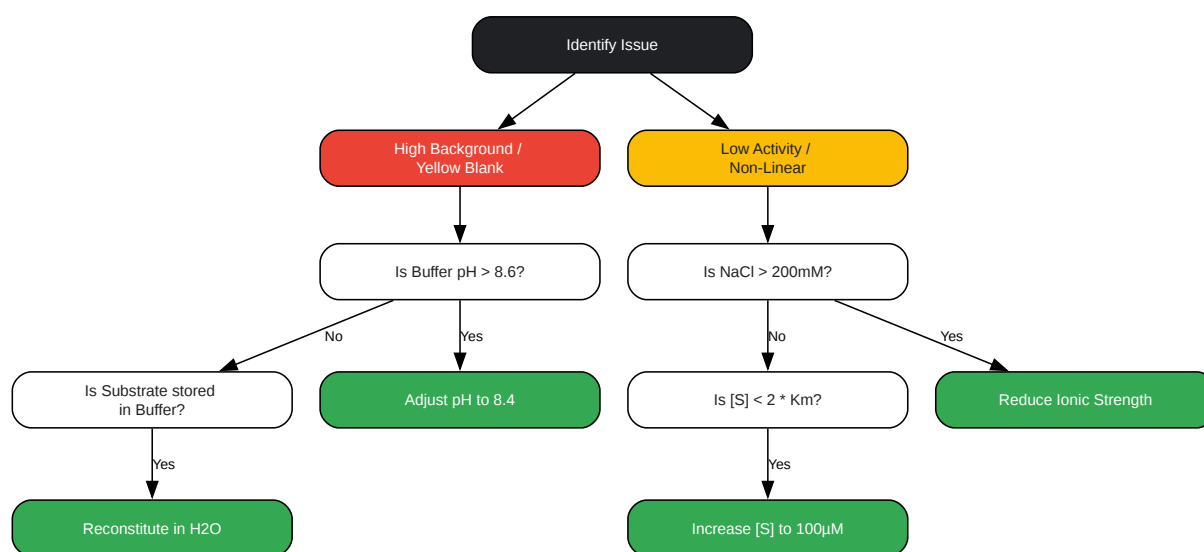 Identify Issue
High Background /
Yellow Blank
Low Activity /
Non-Linear
Is Buffer pH > 8.6?
Is NaCl > 200mM?
No
Yes
No
Yes
Is Substrate stored
in Buffer?
Adjust pH to 8.4
Is [S] < 2 * Km?
Reduce Ionic Strength
Yes
Yes
Reconstitute in H2O
Increase [S] to 100µM